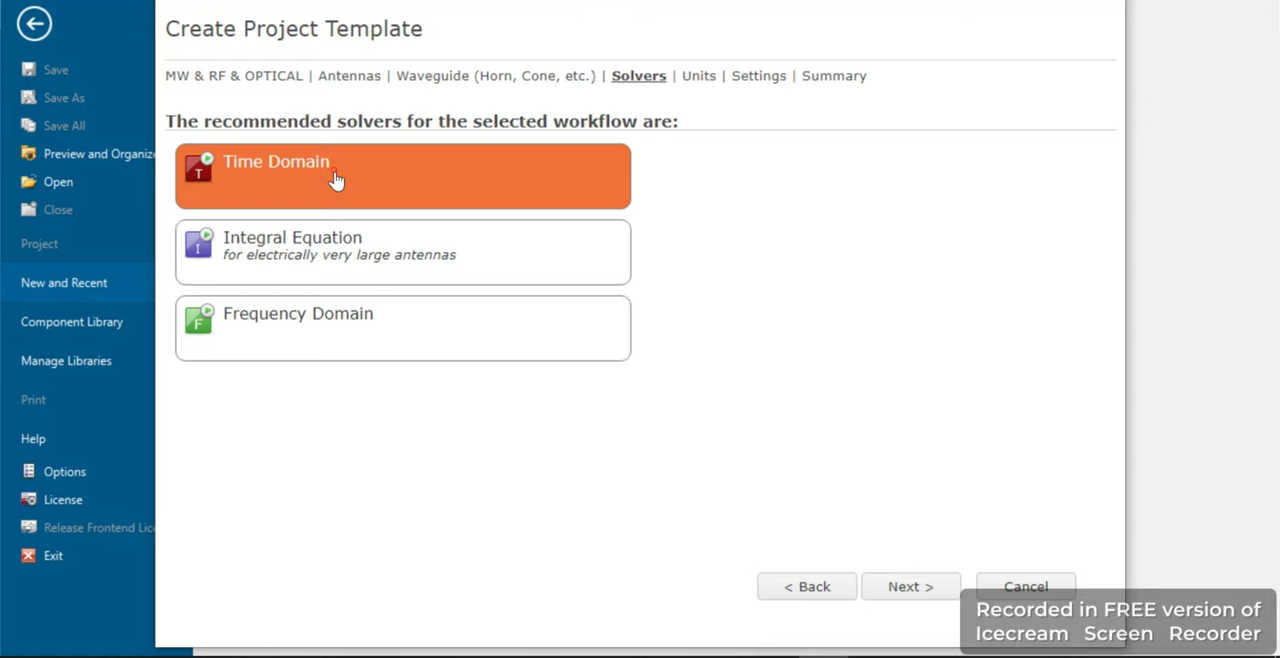 Create Project Template
MW & RF & OPTICAL | Antennas | Waveguide (Horn, Cone, etc.) | Solvers | Units | Settings | Summary
The recommended solvers for the selected workflow are:
T
Time Domain
I
Integral Equation
for electrically very large antennas
F
Frequency Domain
Save
Save As
Save All
Preview and Organize
Open
Close
Project
New and Recent
Component Library
Manage Libraries
Print
Help
Options
License
Release Frontend Lic
Exit
< Back
Next >
Cancel
Recorded in FREE version of
Icecream Screen Recorder